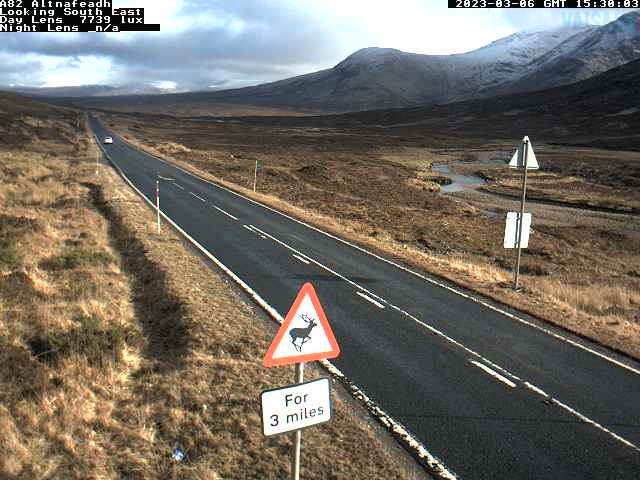 A82 Altnafeadh
Looking South East
Day Lens 7739 lux
Night Lens n/a
2023-03-06 GMT 15:30:03
For
3 miles